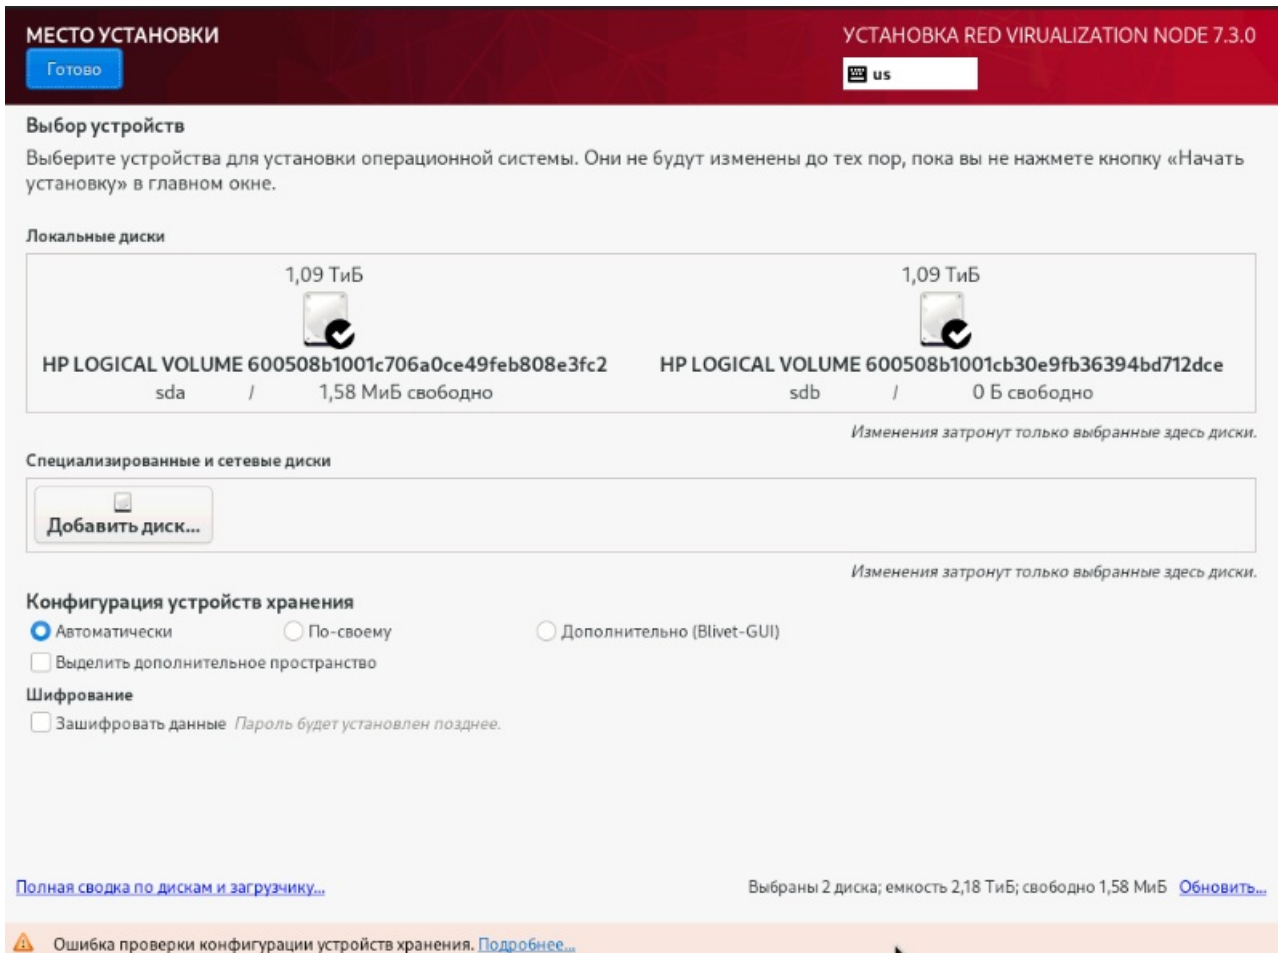 МЕСТО УСТАНОВКИ
УСТАНОВКА RED VIRUALIZATION NODE 7.3.0
Готово
us
Выбор устройств
Выберите устройства для установки операционной системы. Они не будут изменены до тех пор, пока вы не нажмете кнопку «Начать
установку» в главном окне.
Локальные диски
1,09 ТиБ
HP LOGICAL VOLUME 600508b1001c706a0ce49feb808e3fc2
sda / 1,58 МиБ свободно
1,09 ТиБ
HP LOGICAL VOLUME 600508b1001cb30e9fb36394bd712dce
sdb / 0 Б свободно
Изменения затронут только выбранные здесь диски.
Специализированные и сетевые диски
Добавить диск...
Изменения затронут только выбранные здесь диски.
Конфигурация устройств хранения
Автоматически По-своему Дополнительно (Blivet-GUI)
Выделить дополнительное пространство
Шифрование
Зашифровать данные Пароль будет установлен позднее.
Полная сводка по дискам и загрузчику...
Выбраны 2 диска; емкость 2,18 ТиБ; свободно 1,58 МиБ Обновить...
Ошибка проверки конфигурации устройств хранения. Подробнее...